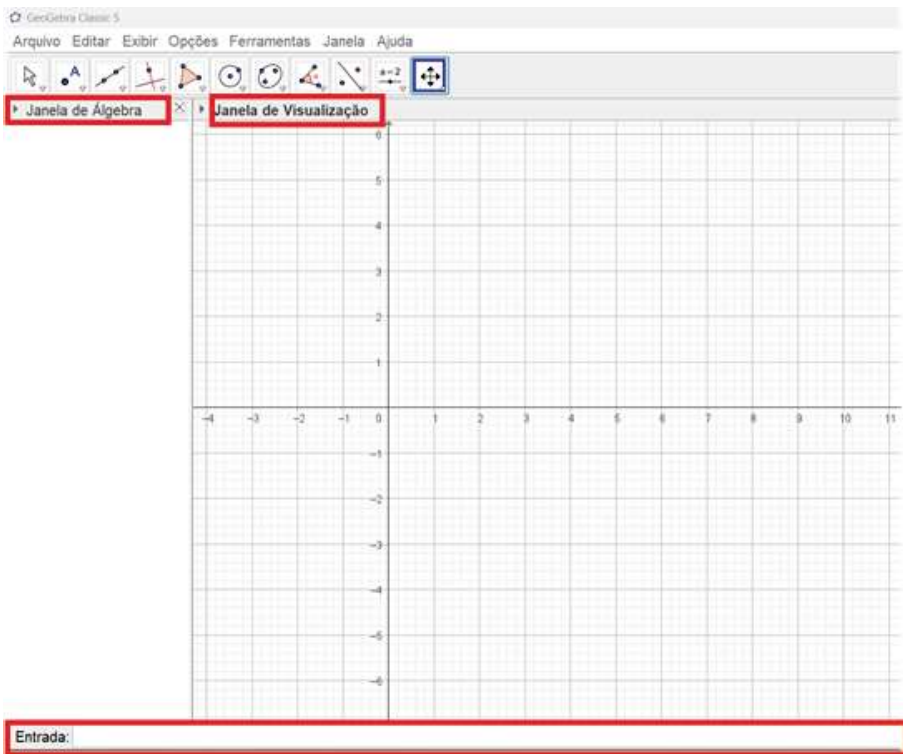 GeoGebra Classic 5
Arquivo Editar Exibir Opções Ferramentas Janela Ajuda
A a=2
Janela de Álgebra Janela de Visualização
6
5
4
3
2
1
-4 -3 -2 -1 0 1 2 3 4 5 6 7 8 9 10 11
-1
-2
-3
-4
-5
-6
Entrada: